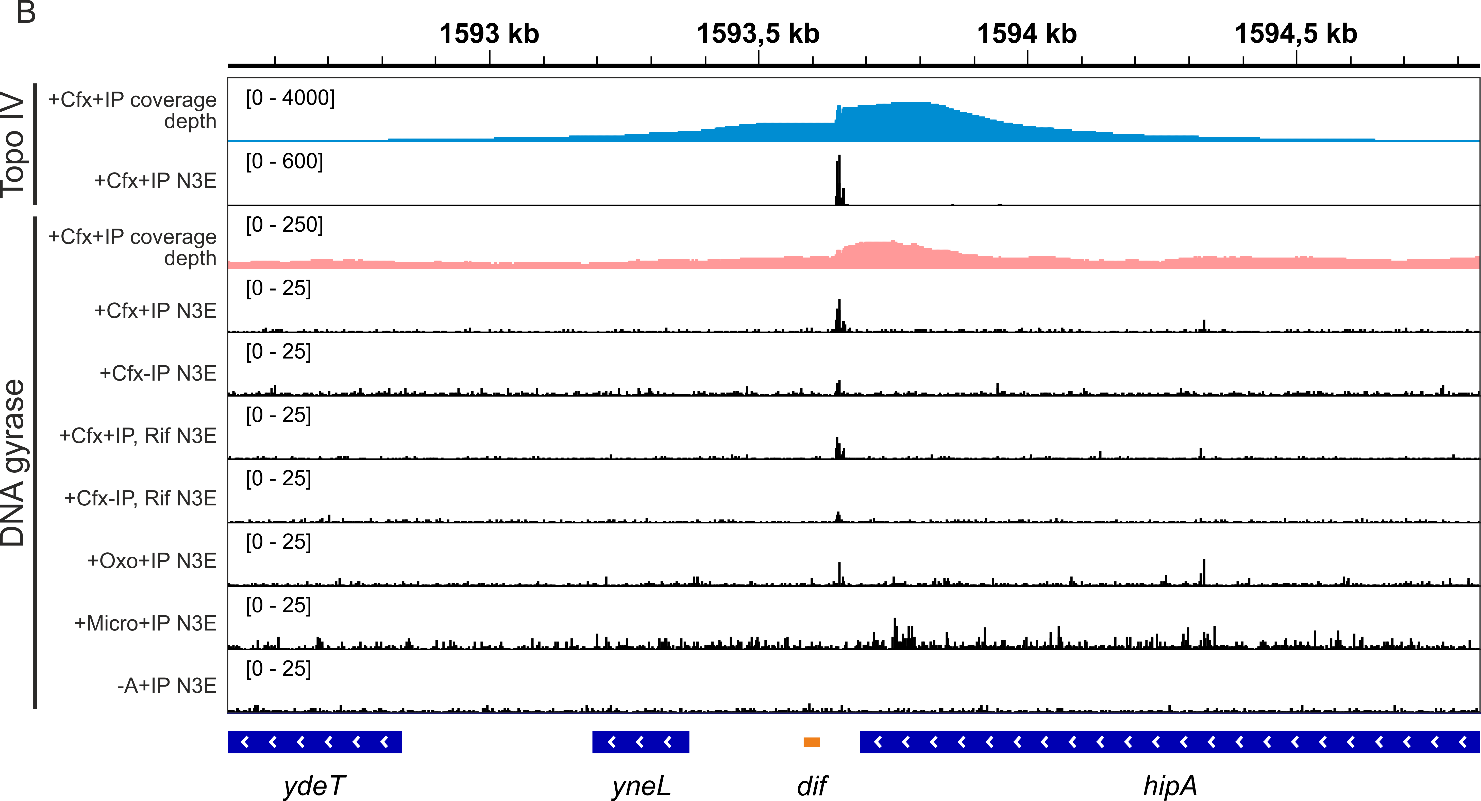 B
1593 kb 1593,5 kb 1594 kb 1594,5 kb
Topo IV
+Cfx+IP coverage
depth
[0 - 4000]
+Cfx+IP N3E
[0 - 600]
DNA gyrase
+Cfx+IP coverage
depth
[0 - 250]
+Cfx+IP N3E
[0 - 25]
+Cfx-IP N3E
[0 - 25]
+Cfx+IP, Rif N3E
[0 - 25]
+Cfx-IP, Rif N3E
[0 - 25]
+Oxo+IP N3E
[0 - 25]
+Micro+IP N3E
[0 - 25]
-A+IP N3E
[0 - 25]
ydeT yneL dif hipA